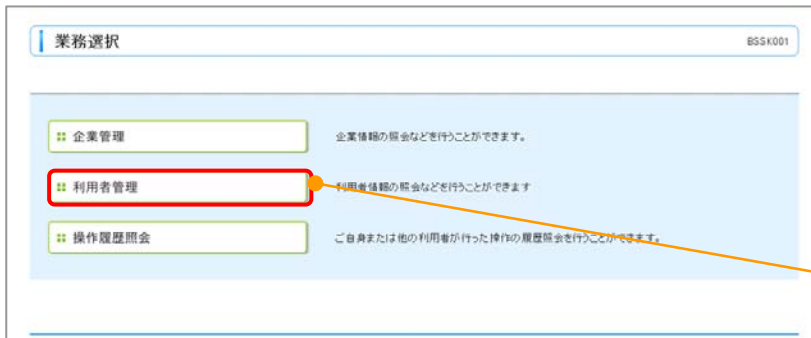 業務選択
BSSK001
企業管理
企業情報の照会などを行うことができます。
利用者管理
利用者情報の照会などを行うことができます
操作履歴照会
ご自身または他の利用者が行った操作の履歴照会を行うことができます。